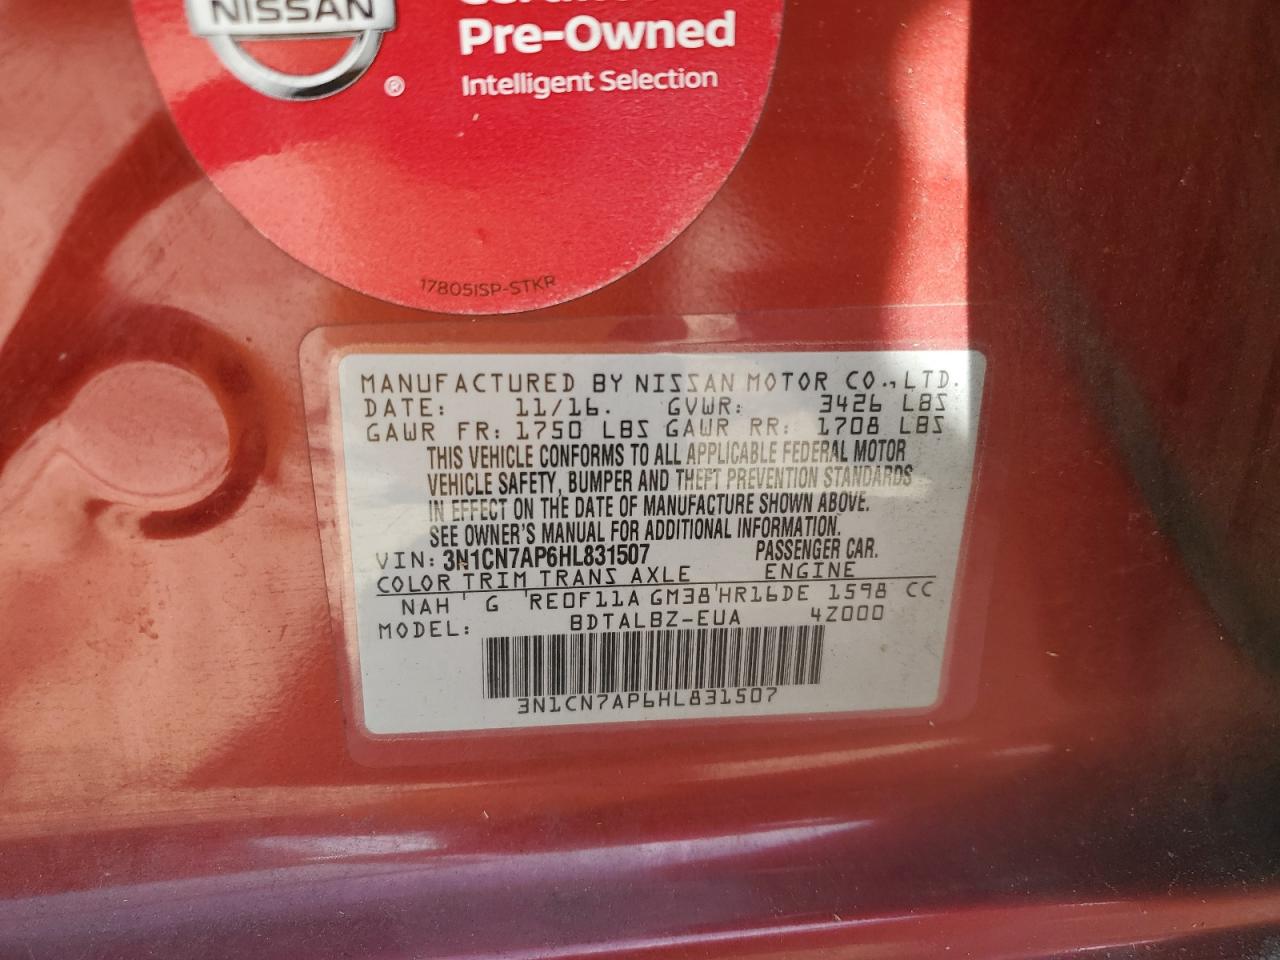 NISSAN
Pre-Owned
®
Intelligent Selection
178051SP-STKR
MANUFACTURED BY NISSAN MOTOR CO.,LTD.
DATE: 11/16. GVWR: 3426 LBS
GAWR FR: 1750 LBS GAWR RR: 1708 LBS
THIS VEHICLE CONFORMS TO ALL APPLICABLE FEDERAL MOTOR
VEHICLE SAFETY, BUMPER AND THEFT PREVENTION STANDARDS
IN EFFECT ON THE DATE OF MANUFACTURE SHOWN ABOVE.
SEE OWNER'S MANUAL FOR ADDITIONAL INFORMATION.
VIN: 3N1CN7AP6HL831507 PASSENGER CAR.
COLOR TRIM TRANS AXLE ENGINE
NAH ' G 'RE0F11A GM38'HR16DE 1598 CC
MODEL: BDTALBZ-EUA 4Z000
3N1CN7AP6HL831507